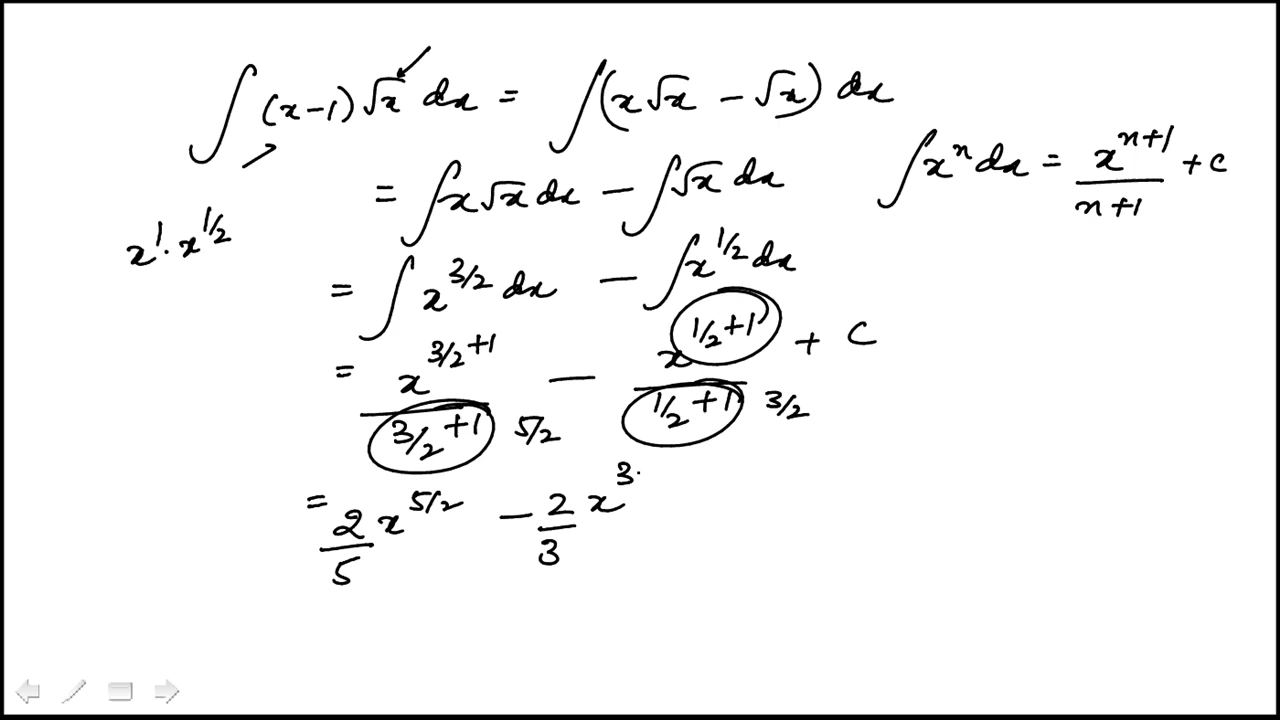 ∫ (x-1) √x dx = ∫ (x√x - √x) dx
= ∫ x√x dx - ∫ √x dx
∫ xⁿ dx = x^(n+1) / (n+1) + c
x^1 · x^(1/2)
= ∫ x^(3/2) dx - ∫ x^(1/2) dx
= x^(3/2+1) / (3/2+1) - x^(1/2+1) / (1/2+1) + C
5/2 3/2
= 2/5 x^(5/2) - 2/3 x^3